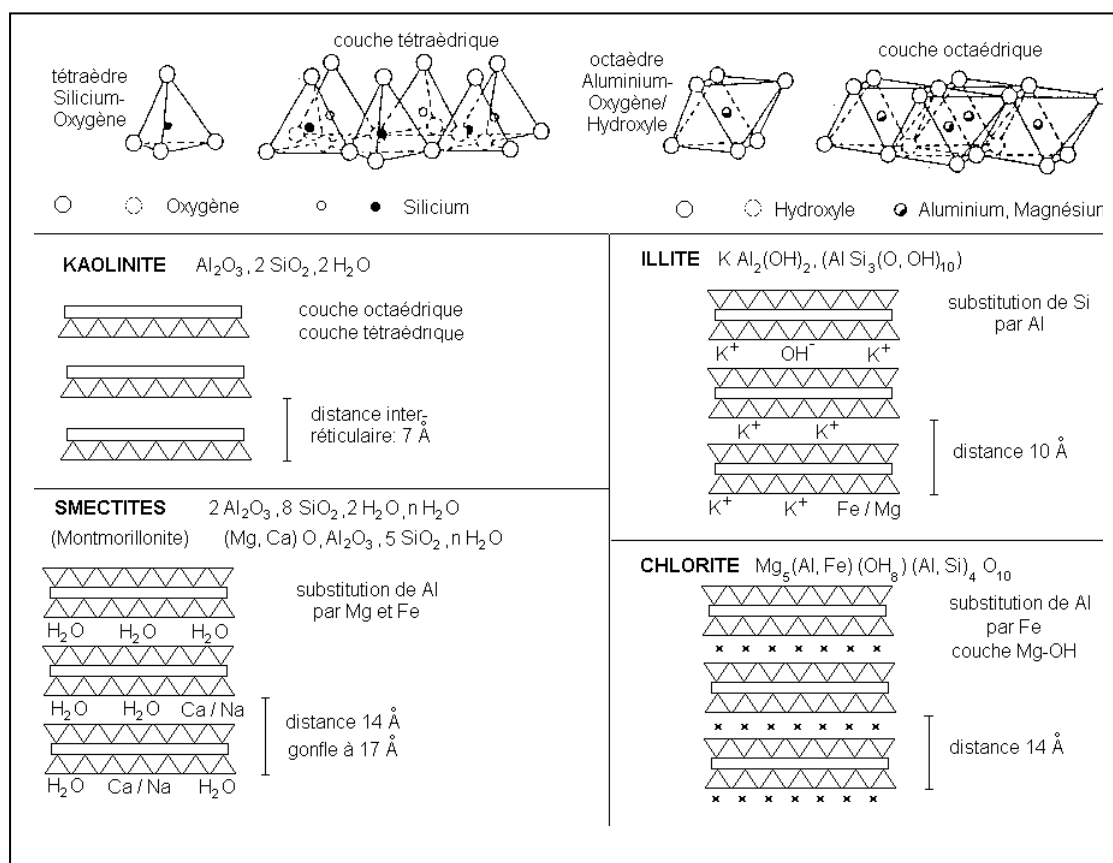 couche tétraèdrique
tétraèdre
Silicium-
Oxygène
octaèdre
Aluminium-
Oxygène/
Hydroxyle
couche octaédrique
Oxygène
Silicium
Hydroxyle
Aluminium, Magnésium
KAOLINITE Al₂O₃, 2 SiO₂, 2 H₂O
couche octaédrique
couche tétraédrique
distance inter-
réticulaire: 7 Å
ILLITE K Al₂(OH)₂, (Al Si₃(O, OH)₁₀)
substitution de Si
par Al
K⁺ OH⁻ K⁺
K⁺ K⁺
distance 10 Å
K⁺ K⁺ Fe / Mg
SMECTITES 2 Al₂O₃, 8 SiO₂, 2 H₂O, n H₂O
(Montmorillonite) (Mg, Ca) O, Al₂O₃, 5 SiO₂, n H₂O
substitution de Al
par Mg et Fe
H₂O H₂O H₂O
H₂O H₂O Ca / Na
distance 14 Å
gonfle à 17 Å
H₂O Ca / Na H₂O
CHLORITE Mg₅(Al, Fe) (OH₈) (Al, Si)₄ O₁₀
substitution de Al
par Fe
couche Mg-OH
distance 14 Å